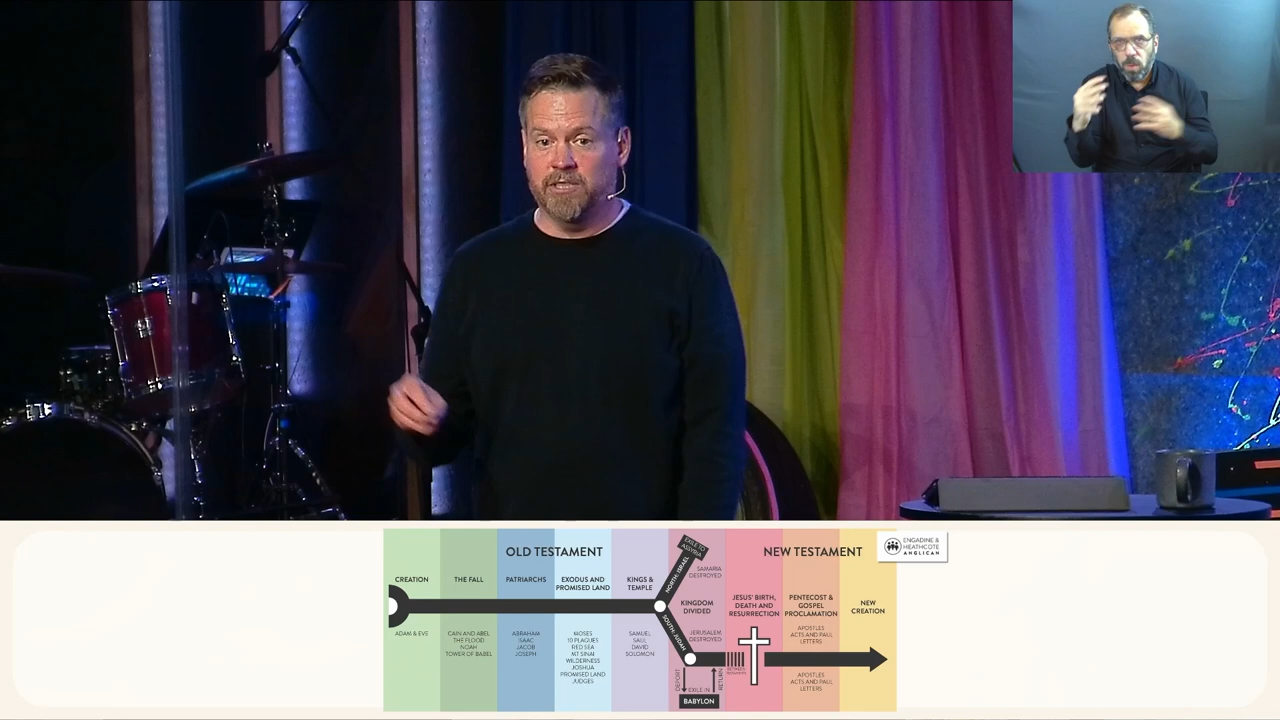 OLD TESTAMENT
NEW TESTAMENT
ENGADINE &
HEATHCOTE
ANGLICAN
CREATION
ADAM & EVE
THE FALL
CAIN AND ABEL
THE FLOOD
NOAH
TOWER OF BABEL
PATRIARCHS
ABRAHAM
ISAAC
JACOB
JOSEPH
EXODUS AND
PROMISED LAND
MOSES
10 PLAGUES
RED SEA
MT SINAI
WILDERNESS
JOSHUA
PROMISED LAND
JUDGES
KINGS &
TEMPLE
SAMUEL
SAUL
DAVID
SOLOMON
EXILE TO
ASSYRIA
NORTH: ISRAEL
SAMARIA
DESTROYED
KINGDOM
DIVIDED
SOUTH: JUDAH
JERUSALEM
DESTROYED
DEPORT
EXILE IN
RETURN
BABYLON
JESUS' BIRTH,
DEATH AND
RESURRECTION
PENTECOST &
GOSPEL
PROCLAMATION
APOSTLES
ACTS AND PAUL
LETTERS
APOSTLES
ACTS AND PAUL
LETTERS
NEW
CREATION